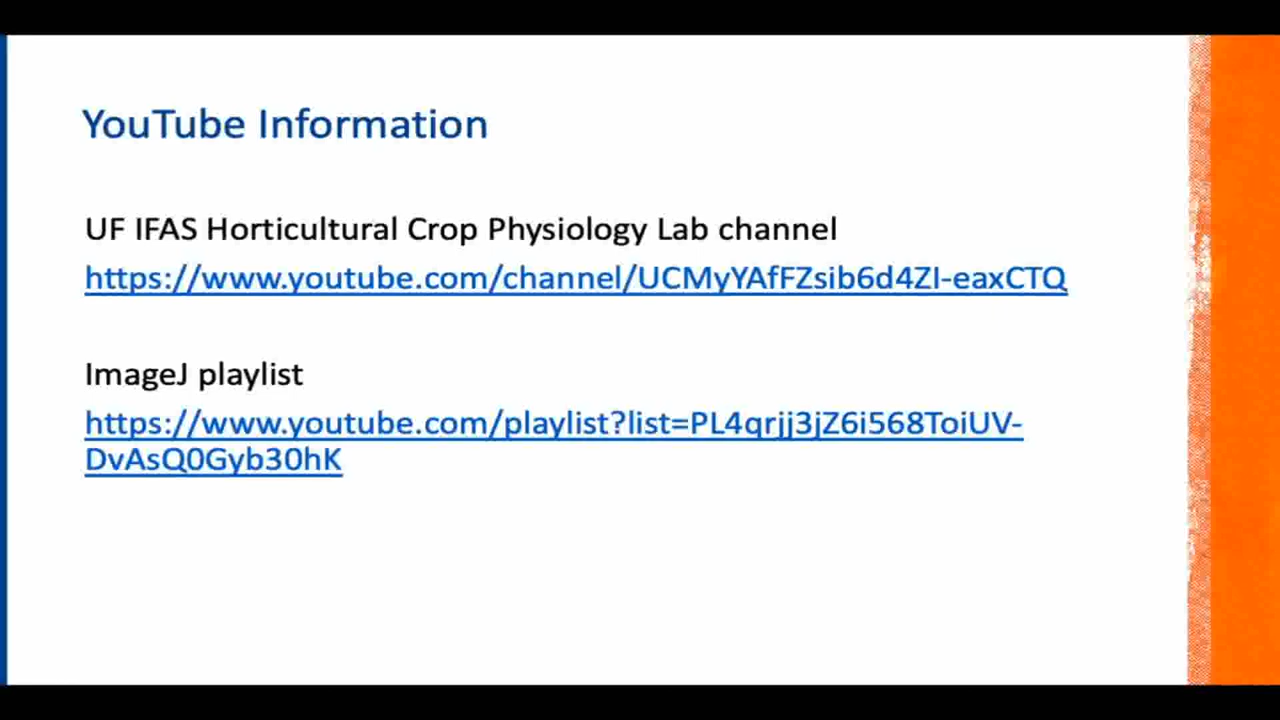 YouTube Information
UF IFAS Horticultural Crop Physiology Lab channel
https://www.youtube.com/channel/UCMyYAfFZsib6d4ZI-eaxCTQ
ImageJ playlist
https://www.youtube.com/playlist?list=PL4qrjj3jZ6i568ToiUV-
DvAsQ0Gyb30hK